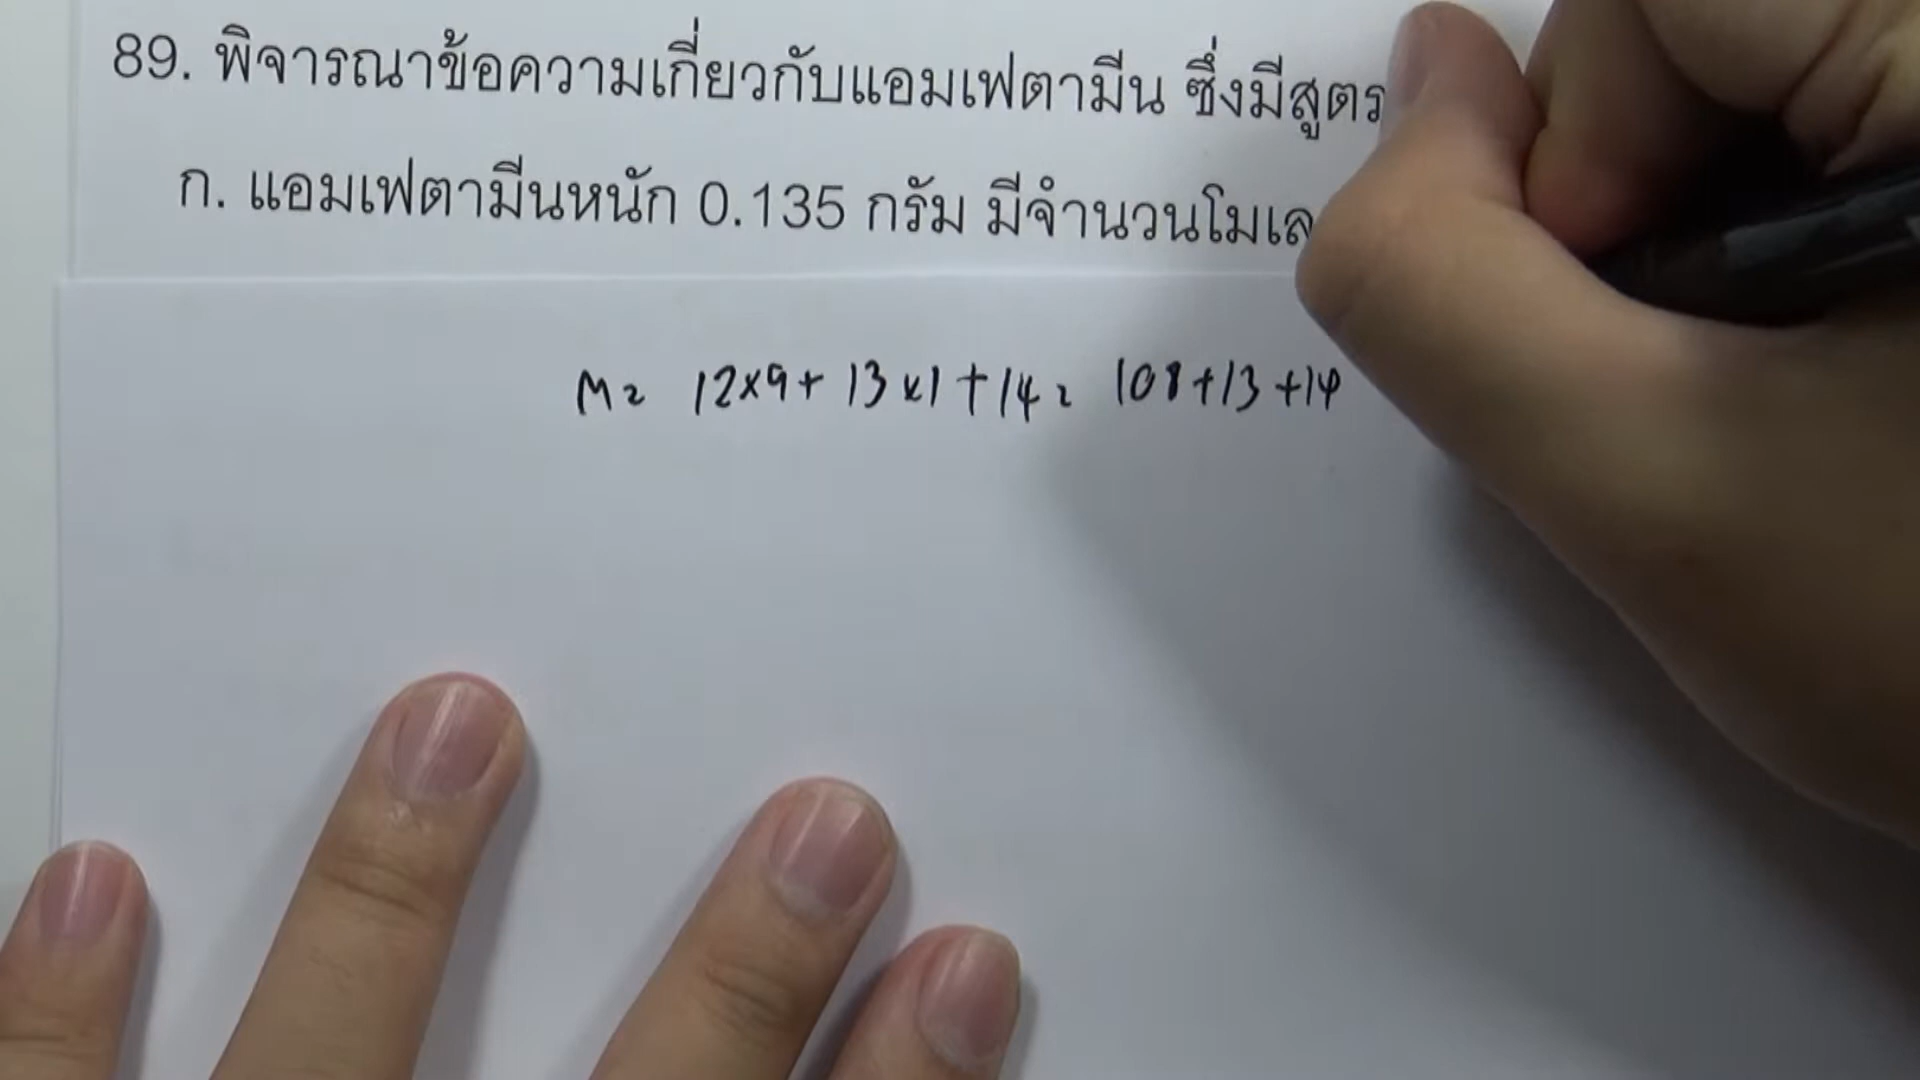 89. พิจารณาข้อความเกี่ยวกับแอมเฟตามีน ซึ่งมีสูตร
ก. แอมเฟตามีนหนัก 0.135 กรัม มีจำนวนโมเล
M = 12x9 + 13x1 + 14 = 108 + 13 + 14